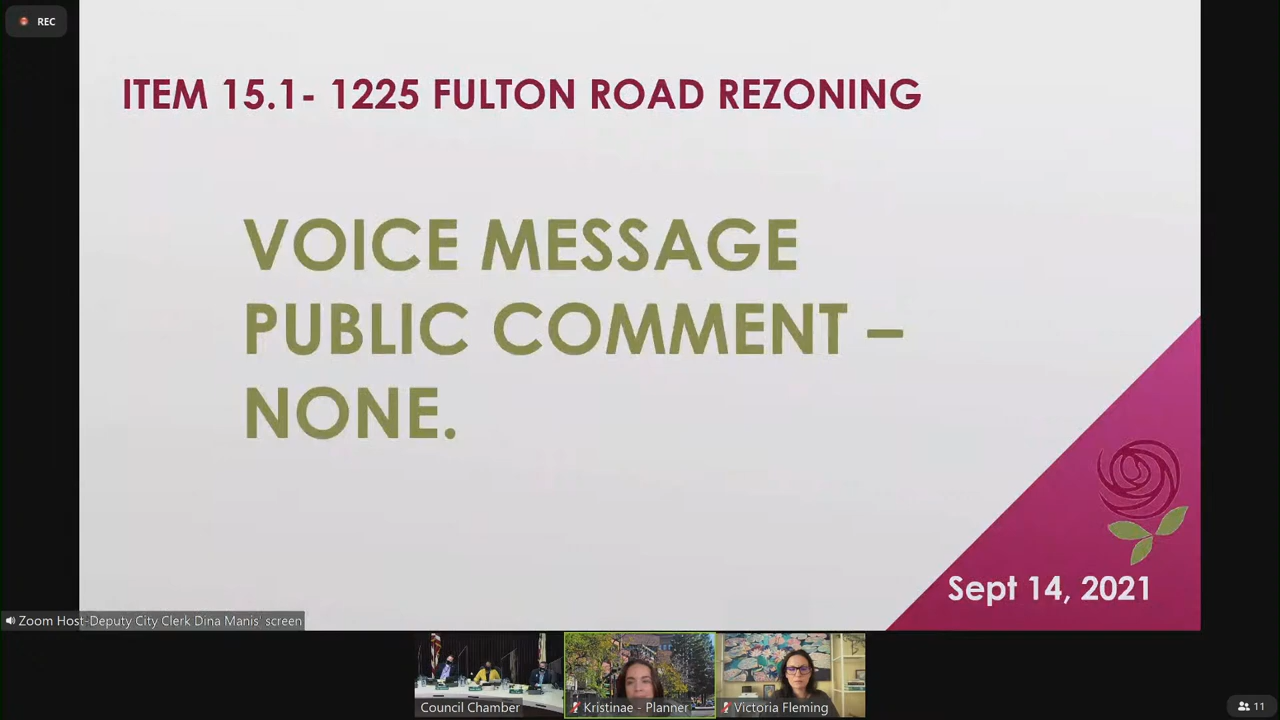 REC
ITEM 15.1- 1225 FULTON ROAD REZONING
VOICE MESSAGE
PUBLIC COMMENT –
NONE.
Sept 14, 2021
Zoom Host-Deputy City Clerk Dina Manis' screen
Council Chamber
Kristinae - Planner
Victoria Fleming
11